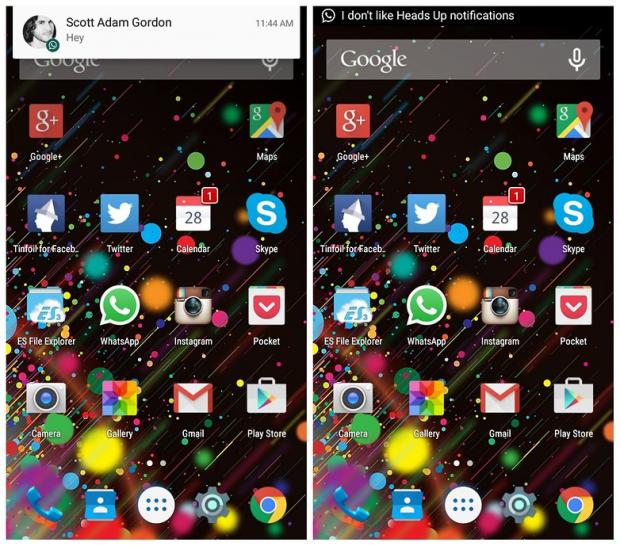 Scott Adam Gordon
11:44 AM
Hey
Google
g+
Google+
Maps
28
1
Tinfoil for Faceb..
Twitter
Calendar
Skype
ES3
ES File Explorer
WhatsApp
Instagram
Pocket
Camera
Gallery
Gmail
Play Store
I don't like Heads Up notifications
Google
g+
Google+
Maps
28
1
Tinfoil for Faceb..
Twitter
Calendar
Skype
ES3
ES File Explorer
WhatsApp
Instagram
Pocket
Camera
Gallery
Gmail
Play Store